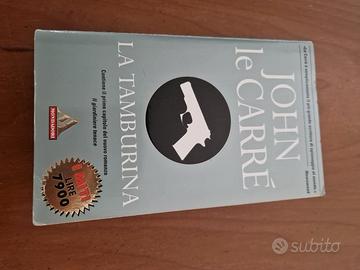 JOHN
le CARRÉ
LA TAMBURINA
Contiene il primo capitolo del nuovo romanzo
Il giardiniere tenace
MONDADORI
I MITI
LIRE
7900
subito